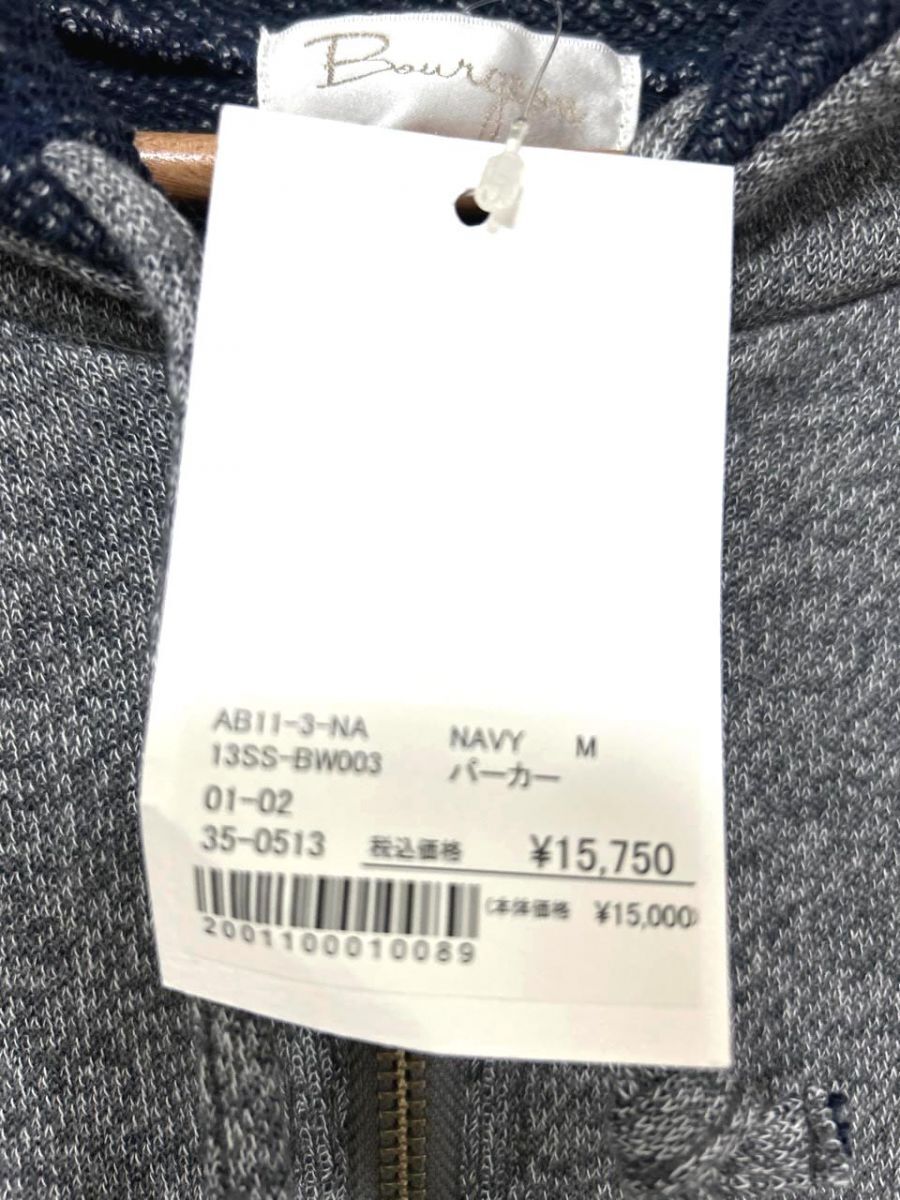 AB11-3-NA NAVY M
13SS-BW003 パーカー
01-02
35-0513 税込価格 ¥15,750
(本体価格 ¥15,000)
2001100010089